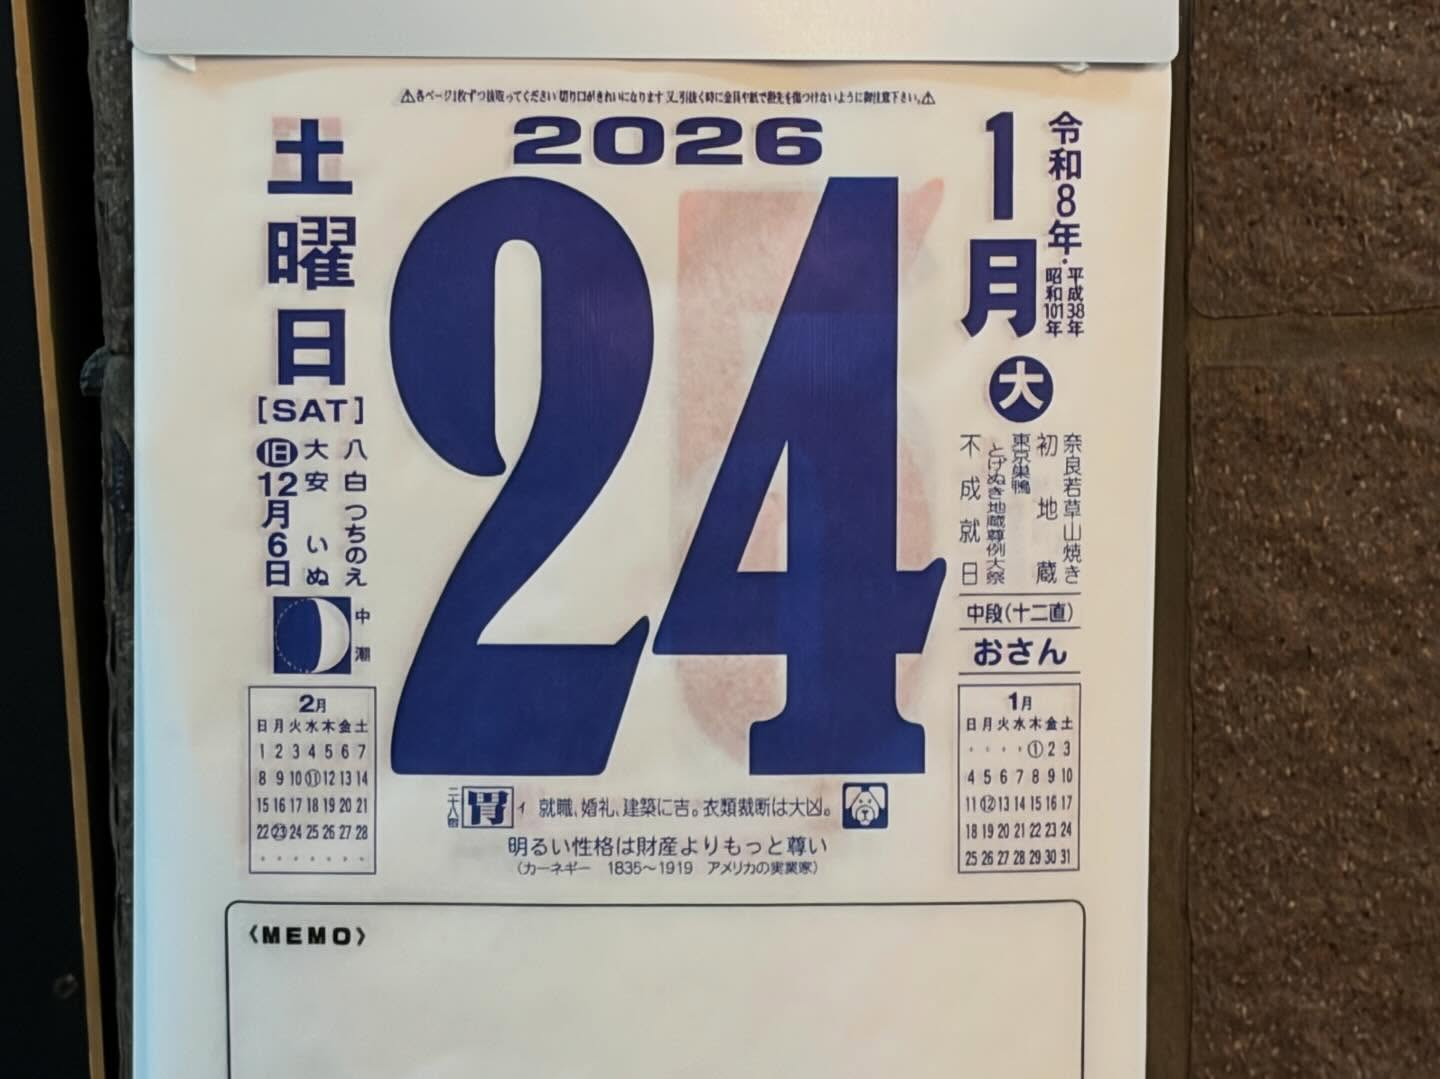 ⚠各ページ1枚ずつ抜取ってください 切り口がきれいになります 又、引抜く時に金具や紙で指先を傷つけないように御注意下さい。⚠
2026
24
土曜日
[SAT]
八白つちのえ
大安いぬ
旧12月6日
中潮
1月
大
令和8年・平成38年
昭和101年
奈良若草山焼き
初地蔵
東京巣鴨
とげぬき地蔵尊例大祭
不成就日
中段(十二直)
おさん
2月
日月火水木金土
1 2 3 4 5 6 7
8 9 10 ⑪ 12 13 14
15 16 17 18 19 20 21
22 ㉓ 24 25 26 27 28
1月
日月火水木金土
・ ・ ・ ・ ① 2 3
4 5 6 7 8 9 10
11 ⑫ 13 14 15 16 17
18 19 20 21 22 23 24
25 26 27 28 29 30 31
二十八宿 胃 イ 就職、婚礼、建築に吉。衣類裁断は大凶。
明るい性格は財産よりもっと尊い
(カーネギー 1835〜1919 アメリカの実業家)
〈MEMO〉